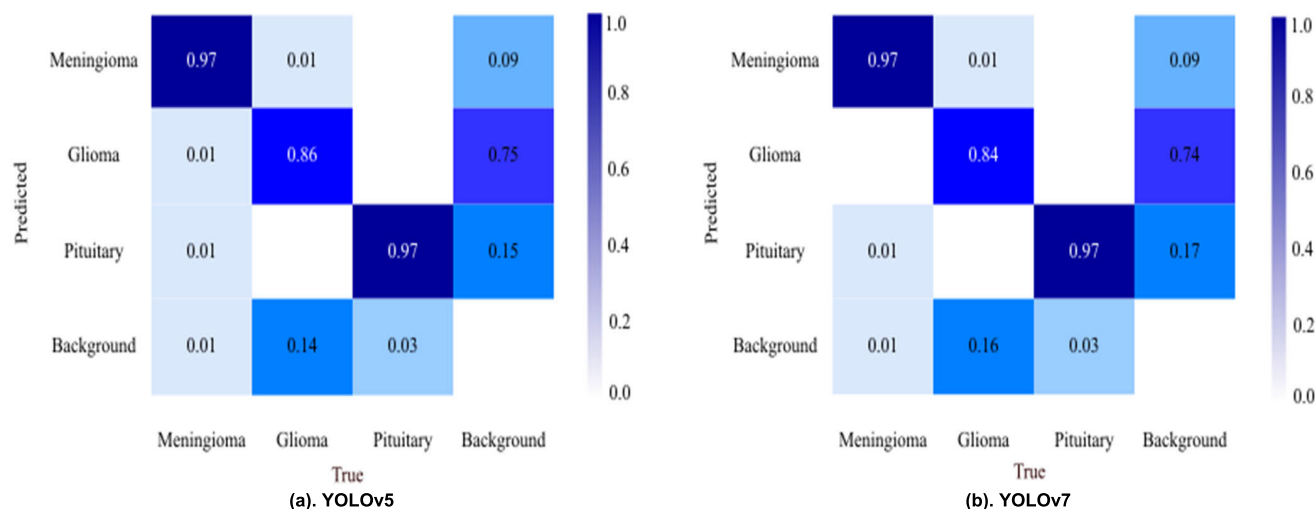 Meningioma 0.97 0.01 0.09
Glioma 0.01 0.86 0.75
Pituitary 0.01 0.97 0.15
Background 0.01 0.14 0.03
Meningioma Glioma Pituitary Background
Predicted
True
1.0
0.8
0.6
0.4
0.2
0.0
(a). YOLOv5
Meningioma 0.97 0.01 0.09
Glioma 0.84 0.74
Pituitary 0.01 0.97 0.17
Background 0.01 0.16 0.03
Meningioma Glioma Pituitary Background
Predicted
True
1.0
0.8
0.6
0.4
0.2
0.0
(b). YOLOv7